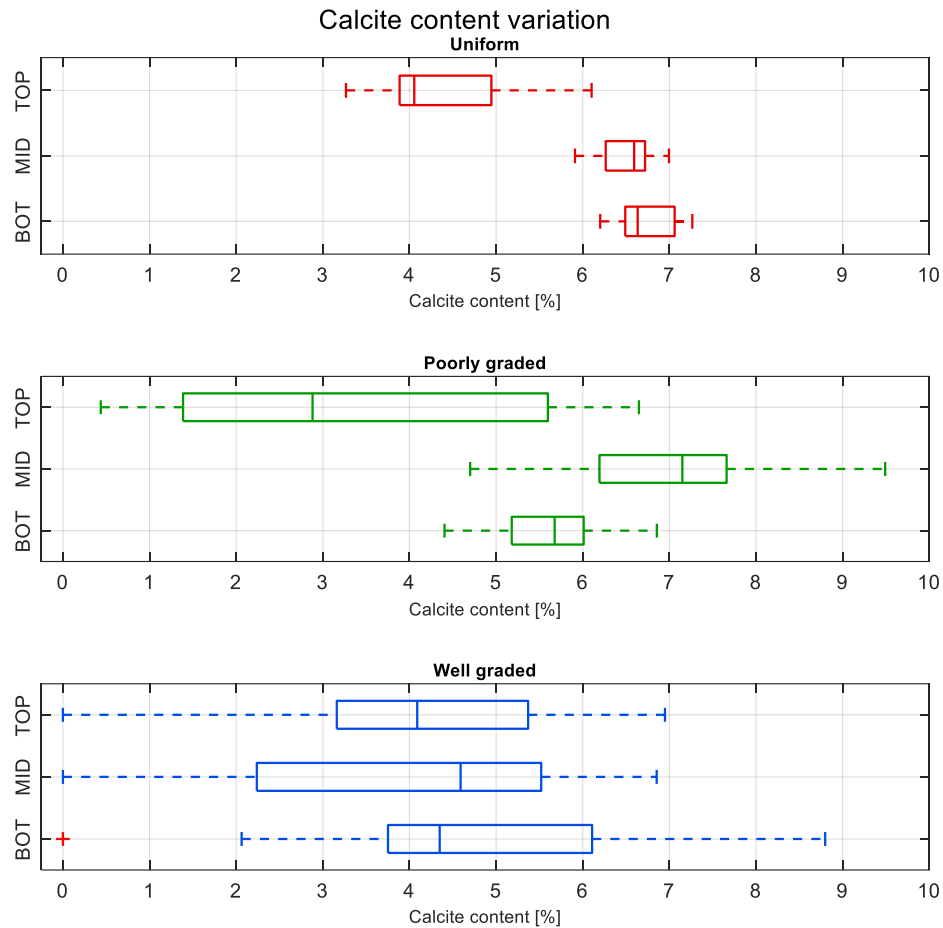 Calcite content variation
Uniform
TOP
MID
BOT
0 1 2 3 4 5 6 7 8 9 10
Calcite content [%]
Poorly graded
TOP
MID
BOT
0 1 2 3 4 5 6 7 8 9 10
Calcite content [%]
Well graded
TOP
MID
BOT
0 1 2 3 4 5 6 7 8 9 10
Calcite content [%]